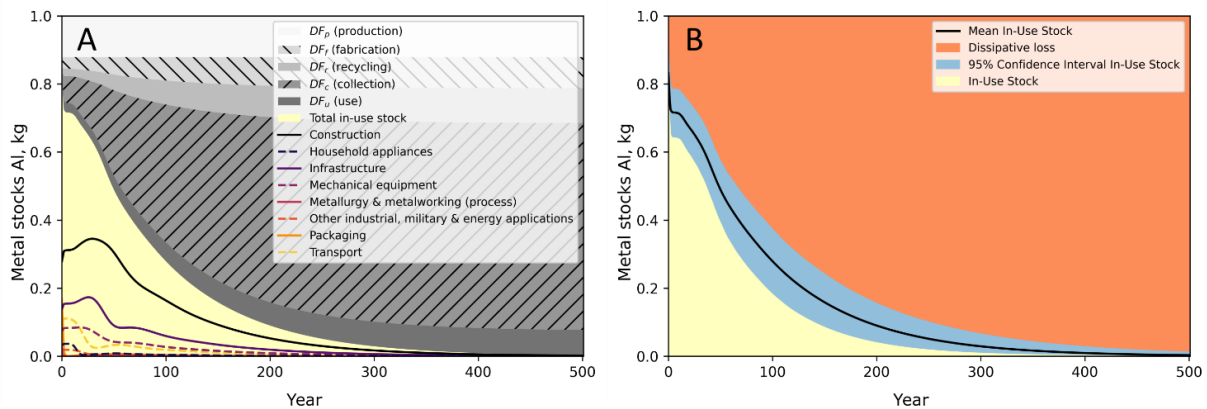 A
Metal stocks Al, kg
1.0
0.8
0.6
0.4
0.2
0.0
DFp (production)
DFf (fabrication)
DFr (recycling)
DFc (collection)
DFu (use)
Total in-use stock
Construction
Household appliances
Infrastructure
Mechanical equipment
Metallurgy & metalworking (process)
Other industrial, military & energy applications
Packaging
Transport
0 100 200 300 400 500
Year
B
Metal stocks Al, kg
1.0
0.8
0.6
0.4
0.2
0.0
Mean In-Use Stock
Dissipative loss
95% Confidence Interval In-Use Stock
In-Use Stock
0 100 200 300 400 500
Year